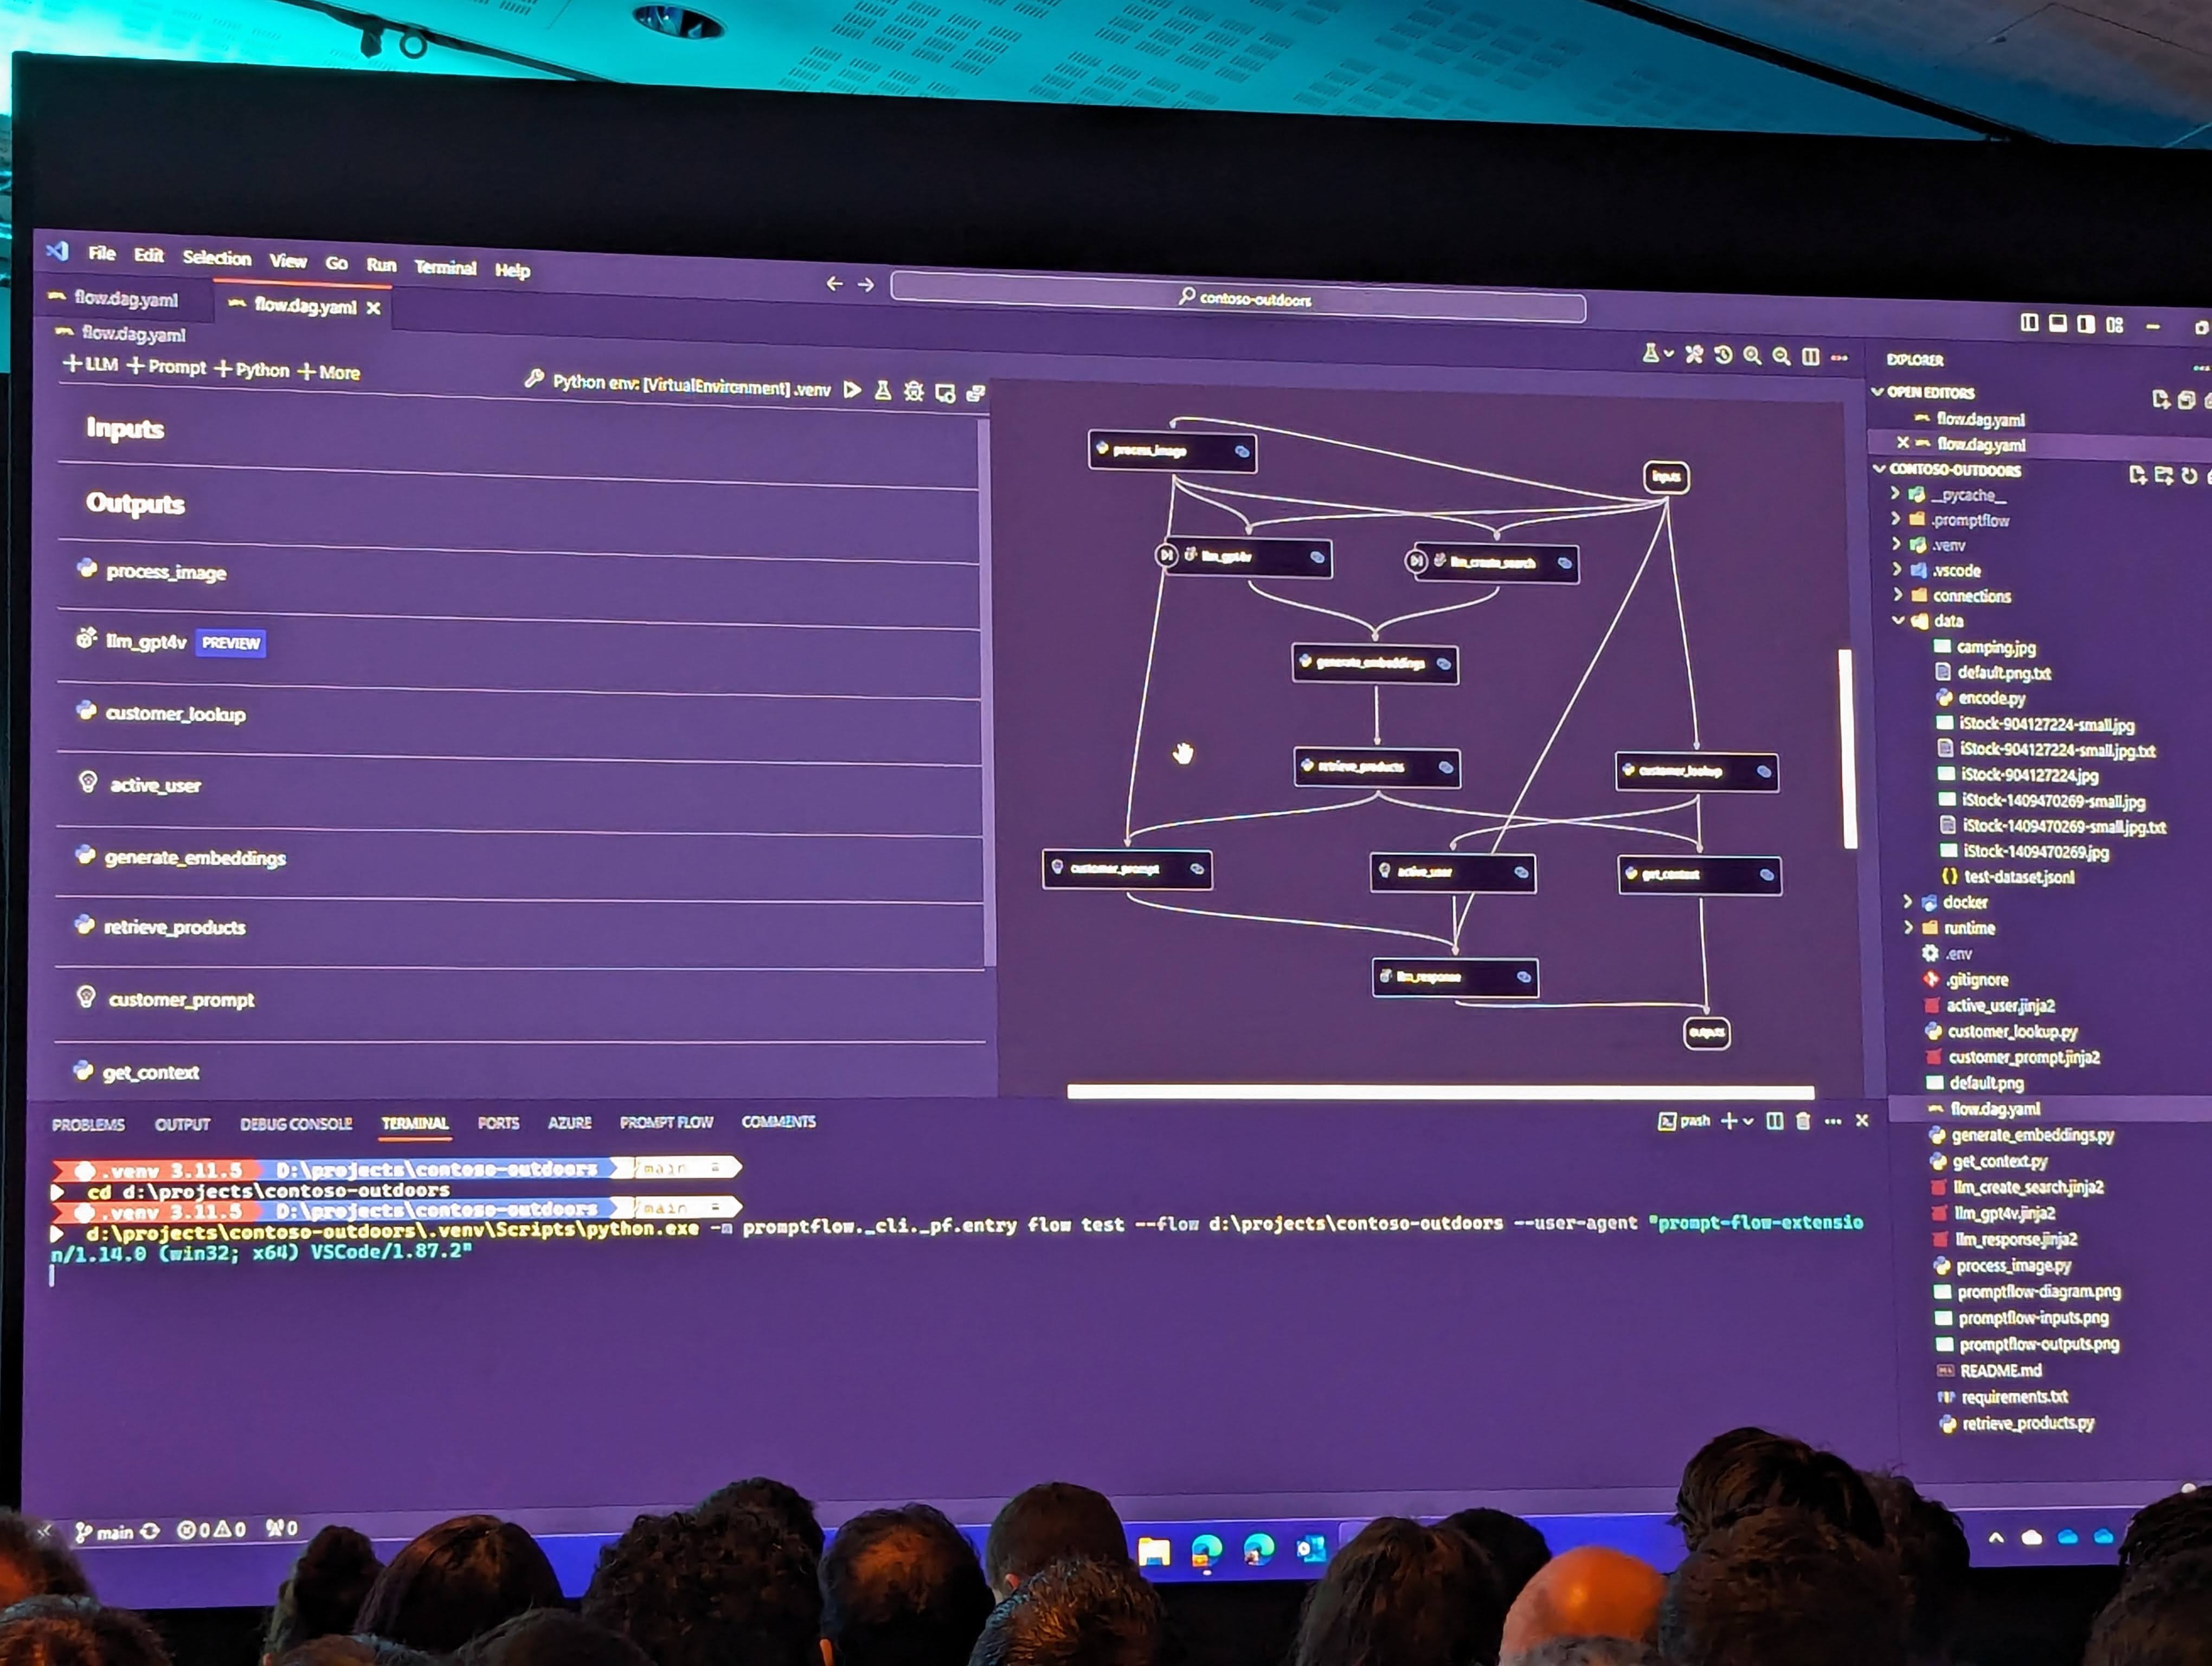 File Edit Selection View Go Run Terminal Help
contoso-outdoors
flow.dag.yaml
flow.dag.yaml
flow.dag.yaml
LLM Prompt Python More
Python env: [VirtualEnvironment] .venv
Inputs
Outputs
process_image
llm_gpt4v PREVIEW
customer_lookup
active_user
generate_embeddings
retrieve_products
customer_prompt
get_context
process_image
inputs
llm_gpt4v
llm_create_search
generate_embeddings
retrieve_products
customer_lookup
customer_prompt
active_user
get_context
llm_response
outputs
EXPLORER
OPEN EDITORS
flow.dag.yaml
flow.dag.yaml
CONTOSO-OUTDOORS
__pycache__
.promptflow
.venv
.vscode
connections
data
camping.jpg
default.png.txt
encode.py
iStock-904127224-small.jpg
iStock-904127224-small.jpg.txt
iStock-904127224.jpg
iStock-1409470269-small.jpg
iStock-1409470269-small.jpg.txt
iStock-1409470269.jpg
test-dataset.jsonl
docker
runtime
.env
.gitignore
active_user.jinja2
customer_lookup.py
customer_prompt.jinja2
default.png
flow.dag.yaml
generate_embeddings.py
get_context.py
llm_create_search.jinja2
llm_gpt4v.jinja2
llm_response.jinja2
process_image.py
promptflow-diagram.png
promptflow-inputs.png
promptflow-outputs.png
README.md
requirements.txt
retrieve_products.py
PROBLEMS OUTPUT DEBUG CONSOLE TERMINAL PORTS AZURE PROMPT FLOW COMMENTS
pwsh
.venv 3.11.5 D:\projects\contoso-outdoors main ≡
cd d:\projects\contoso-outdoors
.venv 3.11.5 D:\projects\contoso-outdoors main ≡
d:\projects\contoso-outdoors\.venv\Scripts\python.exe -m promptflow._cli._pf.entry flow test --flow d:\projects\contoso-outdoors --user-agent "prompt-flow-extensio
n/1.14.0 (win32; x64) VSCode/1.87.2"
main 0 0 0